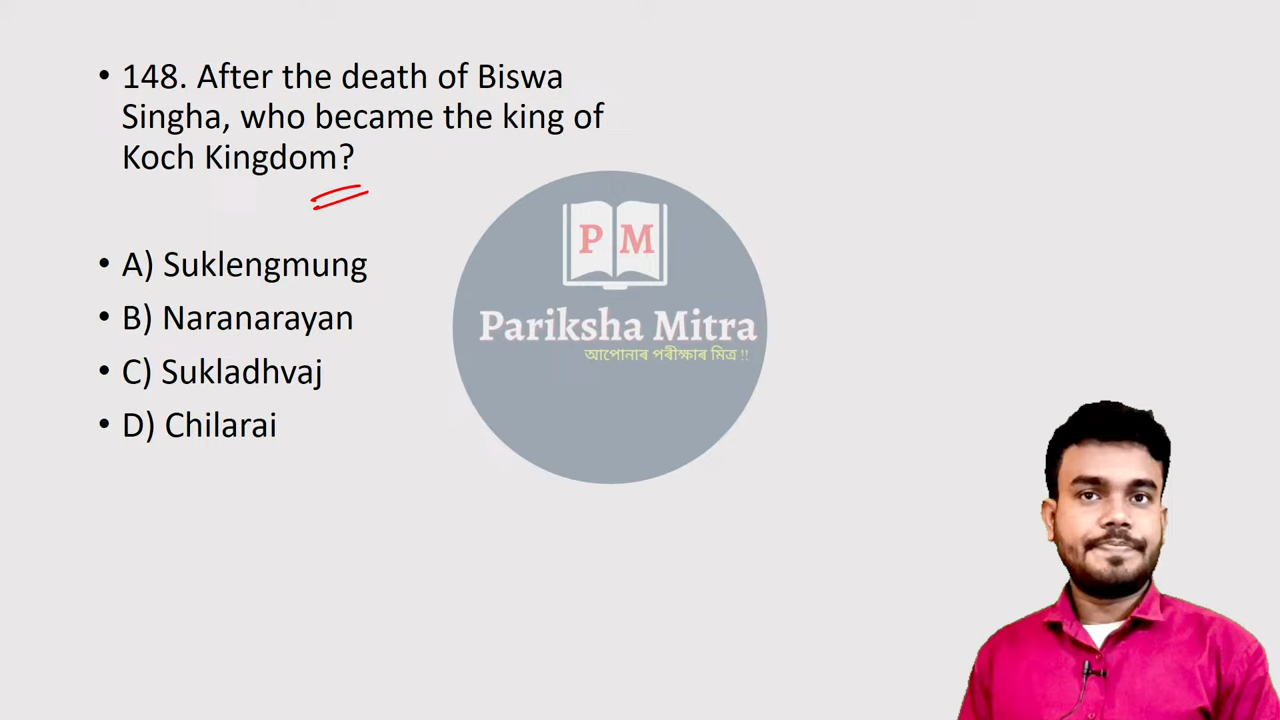 • 148. After the death of Biswa
Singha, who became the king of
Koch Kingdom?
• A) Suklengmung
• B) Naranarayan
• C) Sukladhvaj
• D) Chilarai
P M
Pariksha Mitra
আপোনাৰ পৰীক্ষাৰ মিত্ৰ !!